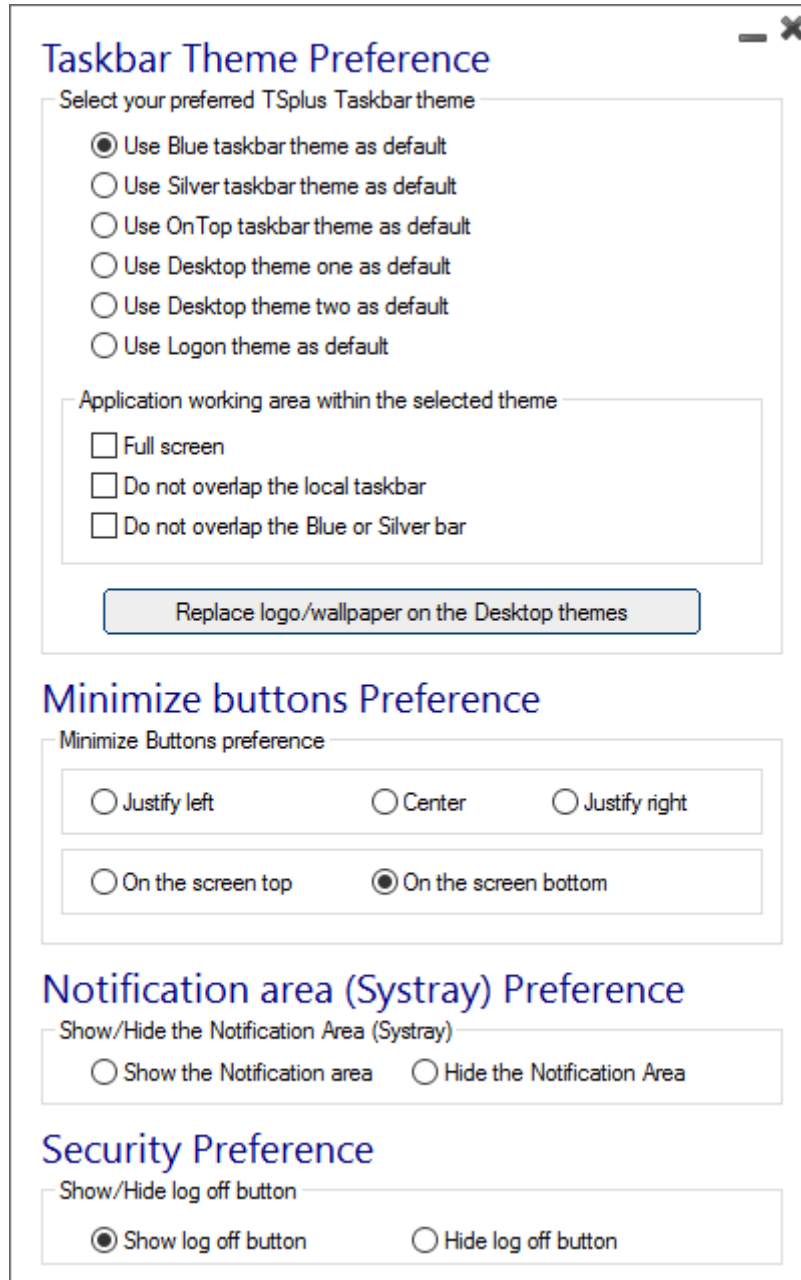 Taskbar Theme Preference
Select your preferred TSplus Taskbar theme
Use Blue taskbar theme as default
Use Silver taskbar theme as default
Use OnTop taskbar theme as default
Use Desktop theme one as default
Use Desktop theme two as default
Use Logon theme as default
Application working area within the selected theme
Full screen
Do not overlap the local taskbar
Do not overlap the Blue or Silver bar
Replace logo/wallpaper on the Desktop themes
Minimize buttons Preference
Minimize Buttons preference
Justify left Center Justify right
On the screen top On the screen bottom
Notification area (Systray) Preference
Show/Hide the Notification Area (Systray)
Show the Notification area Hide the Notification Area
Security Preference
Show/Hide log off button
Show log off button Hide log off button